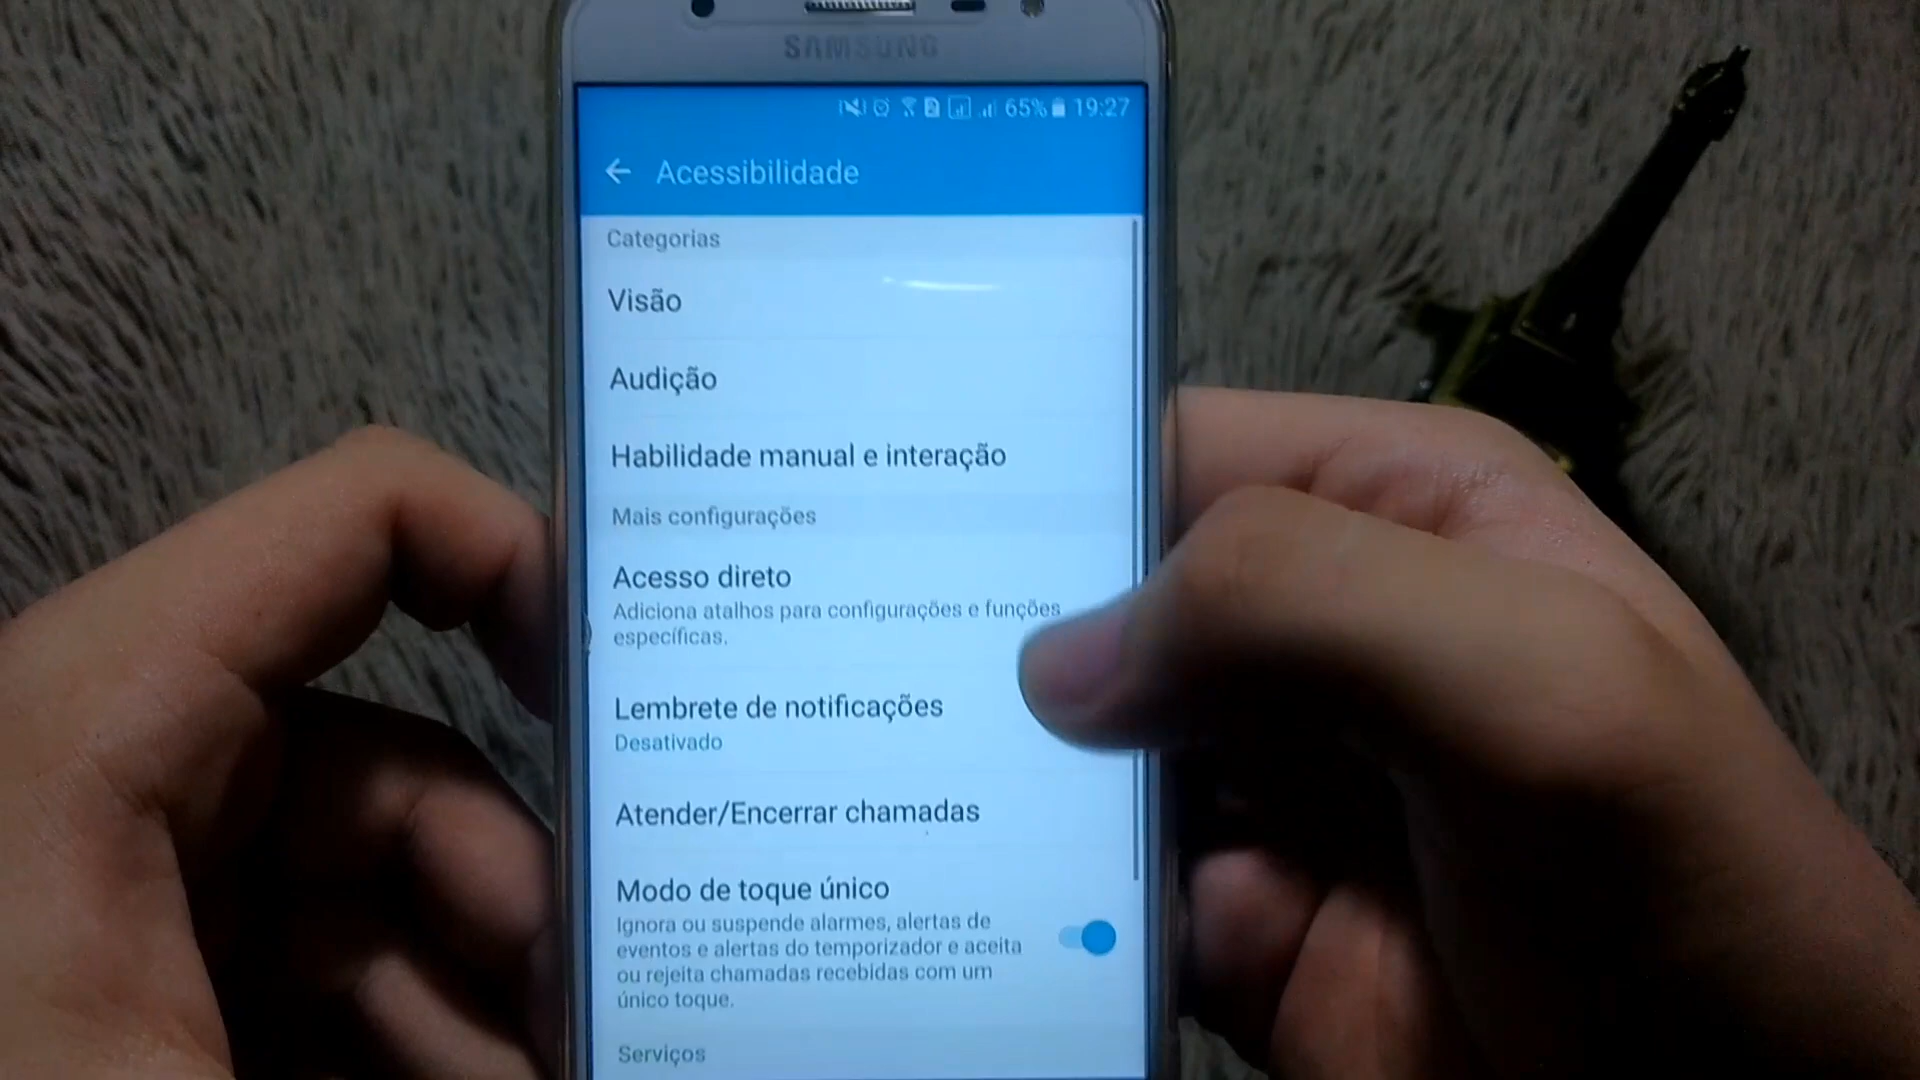 SAMSUNG
65% 19:27
Acessibilidade
Categorias
Visão
Audição
Habilidade manual e interação
Mais configurações
Acesso direto
Adiciona atalhos para configurações e funções
específicas.
Lembrete de notificações
Desativado
Atender/Encerrar chamadas
Modo de toque único
Ignora ou suspende alarmes, alertas de
eventos e alertas do temporizador e aceita
ou rejeita chamadas recebidas com um
único toque.
Serviços